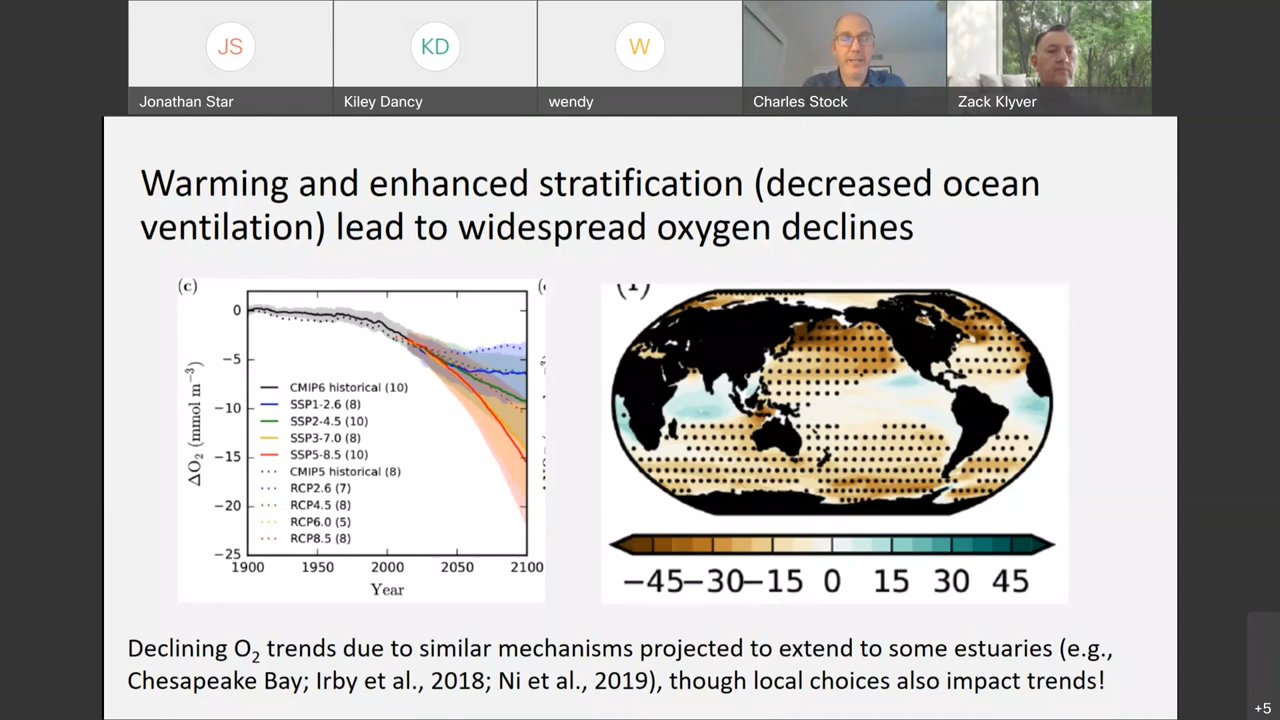 JS
KD
W
Jonathan Star
Kiley Dancy
wendy
Charles Stock
Zack Klyver
Warming and enhanced stratification (decreased ocean
ventilation) lead to widespread oxygen declines
(c)
0
−5
−10
−15
−20
−25
ΔO₂ (mmol m⁻³)
CMIP6 historical (10)
SSP1-2.6 (8)
SSP2-4.5 (10)
SSP3-7.0 (8)
SSP5-8.5 (10)
CMIP5 historical (8)
RCP2.6 (7)
RCP4.5 (8)
RCP6.0 (5)
RCP8.5 (8)
1900 1950 2000 2050 2100
Year
−45 −30 −15 0 15 30 45
Declining O₂ trends due to similar mechanisms projected to extend to some estuaries (e.g.,
Chesapeake Bay; Irby et al., 2018; Ni et al., 2019), though local choices also impact trends!
+5